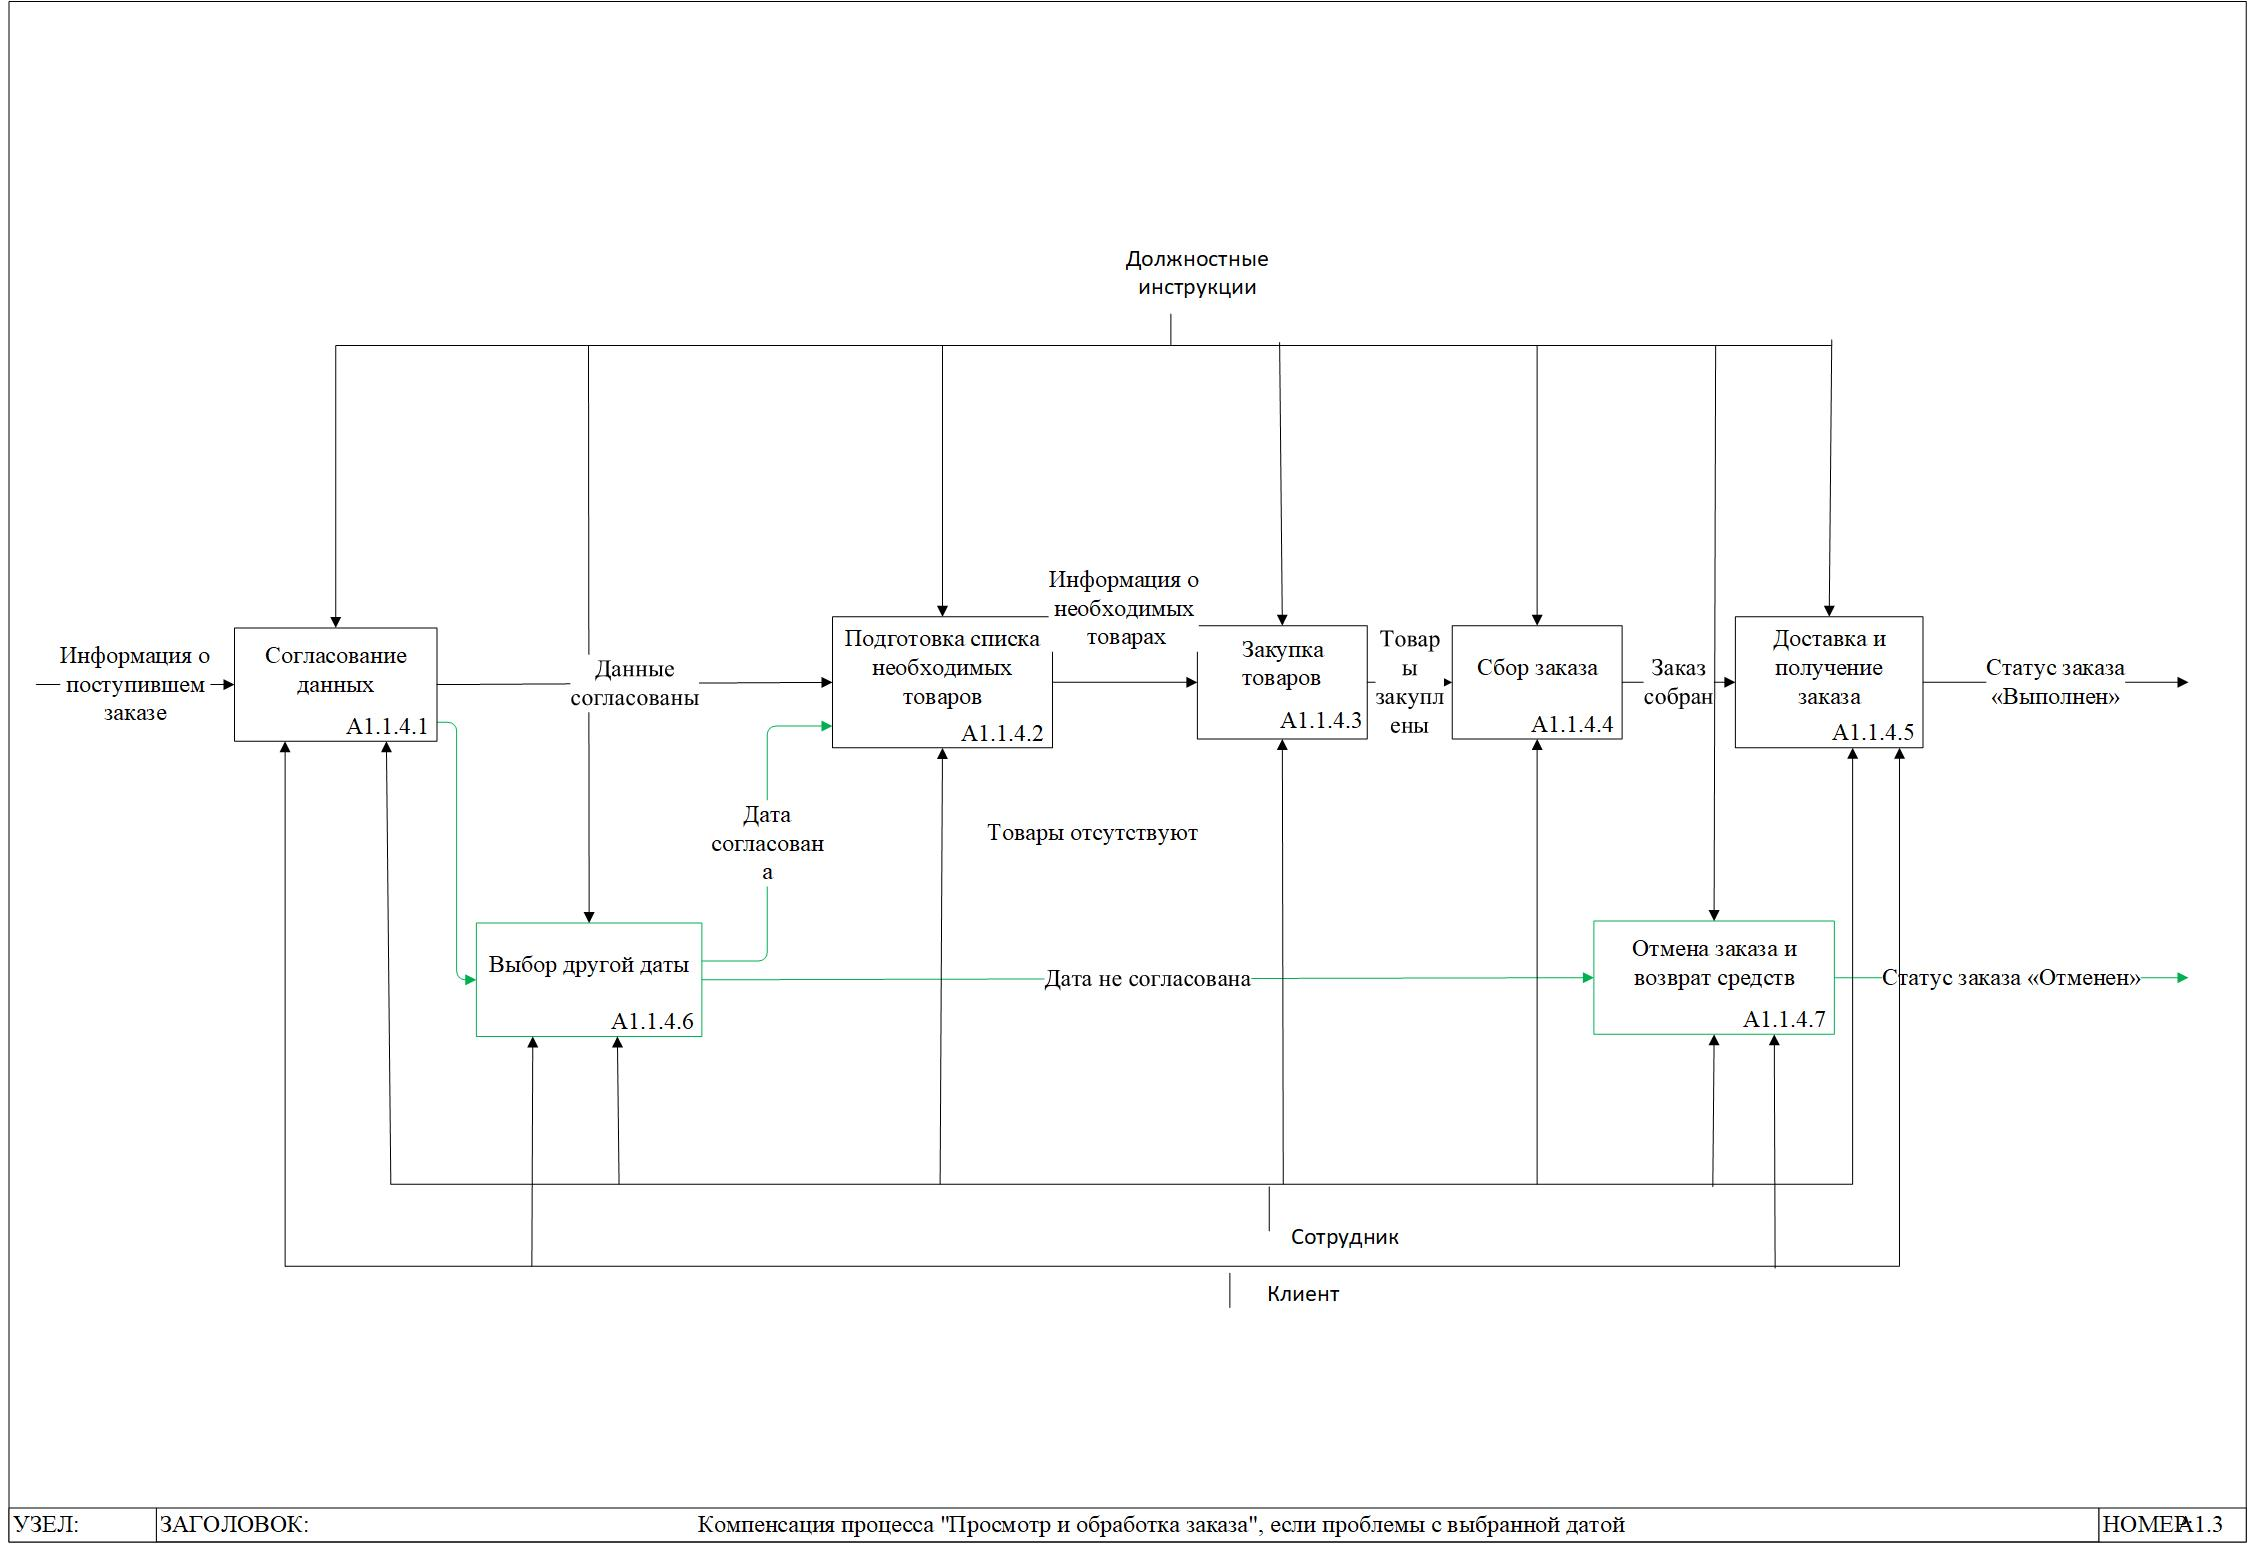 Должностные
инструкции
Информация о
поступившем
заказе
Согласование
данных
A1.1.4.1
Данные
согласованы
Подготовка списка
необходимых
товаров
A1.1.4.2
Информация о
необходимых
товарах
Закупка
товаров
A1.1.4.3
Товар
ы
закупл
ены
Сбор заказа
A1.1.4.4
Заказ
собран
Доставка и
получение
заказа
A1.1.4.5
Статус заказа
«Выполнен»
Дата
согласован
а
Товары отсутствуют
Выбор другой даты
A1.1.4.6
Дата не согласована
Отмена заказа и
возврат средств
A1.1.4.7
Статус заказа «Отменен»
Сотрудник
Клиент
УЗЕЛ:
ЗАГОЛОВОК:
Компенсация процесса "Просмотр и обработка заказа", если проблемы с выбранной датой
НОМЕР:
A1.3